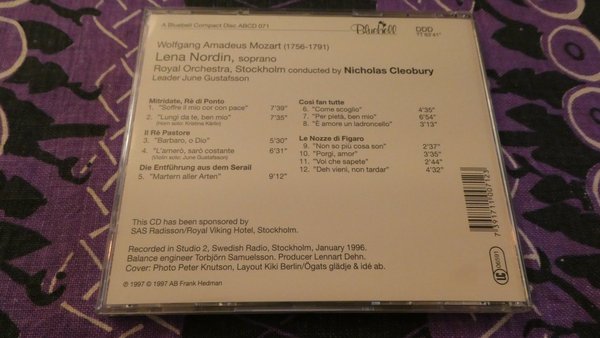 A Bluebell Compact Disc ABCD 071
Bluebell
DDD
Wolfgang Amadeus Mozart (1756-1791)
Lena Nordin, soprano
Royal Orchestra, Stockholm conducted by Nicholas Cleobury
Leader June Gustafsson
Mitridate, Rè di Ponto
1. "Soffre il mio cor con pace" 7'39"
2. "Lungi da te, ben mio" 7'35"
(Horn solo: Kristina Kärlin)
Il Rè Pastore
3. "Barbaro, o Dio" 5'30"
4. "L'amerò, sarò costante 6'31"
(Violin solo: June Gustafsson)
Die Entführung aus dem Serail
5. "Martern aller Arten" 9'12"
Cosi fan tutte
6. "Come scoglio" 4'35"
7. "Per pietà, ben mio" 6'54"
8. "È amore un ladroncello" 3'13"
Le Nozze di Figaro
9. "Non so più cosa son" 2'37"
10. "Porgi, amor" 3'35"
11. "Voi che sapete" 2'44"
12. "Deh vieni, non tardar" 4'32"
This CD has been sponsored by
SAS Radisson/Royal Viking Hotel, Stockholm.
Recorded in Studio 2, Swedish Radio, Stockholm, January 1996.
Balance engineer Torbjörn Samuelsson. Producer Lennart Dehn.
Cover: Photo Peter Knutson, Layout Kiki Berlin/Ögats glädje & idé ab.
℗ 1997 © 1997 AB Frank Hedman
7 391711 007123